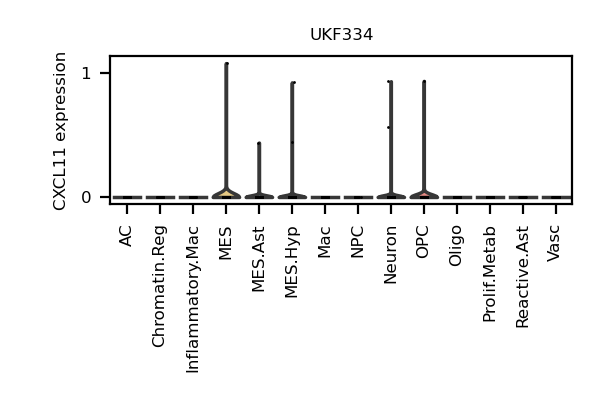 UKF334
CXCL11 expression
1
0
AC
Chromatin.Reg
Inflammatory.Mac
MES
MES.Ast
MES.Hyp
Mac
NPC
Neuron
OPC
Oligo
Prolif.Metab
Reactive.Ast
Vasc